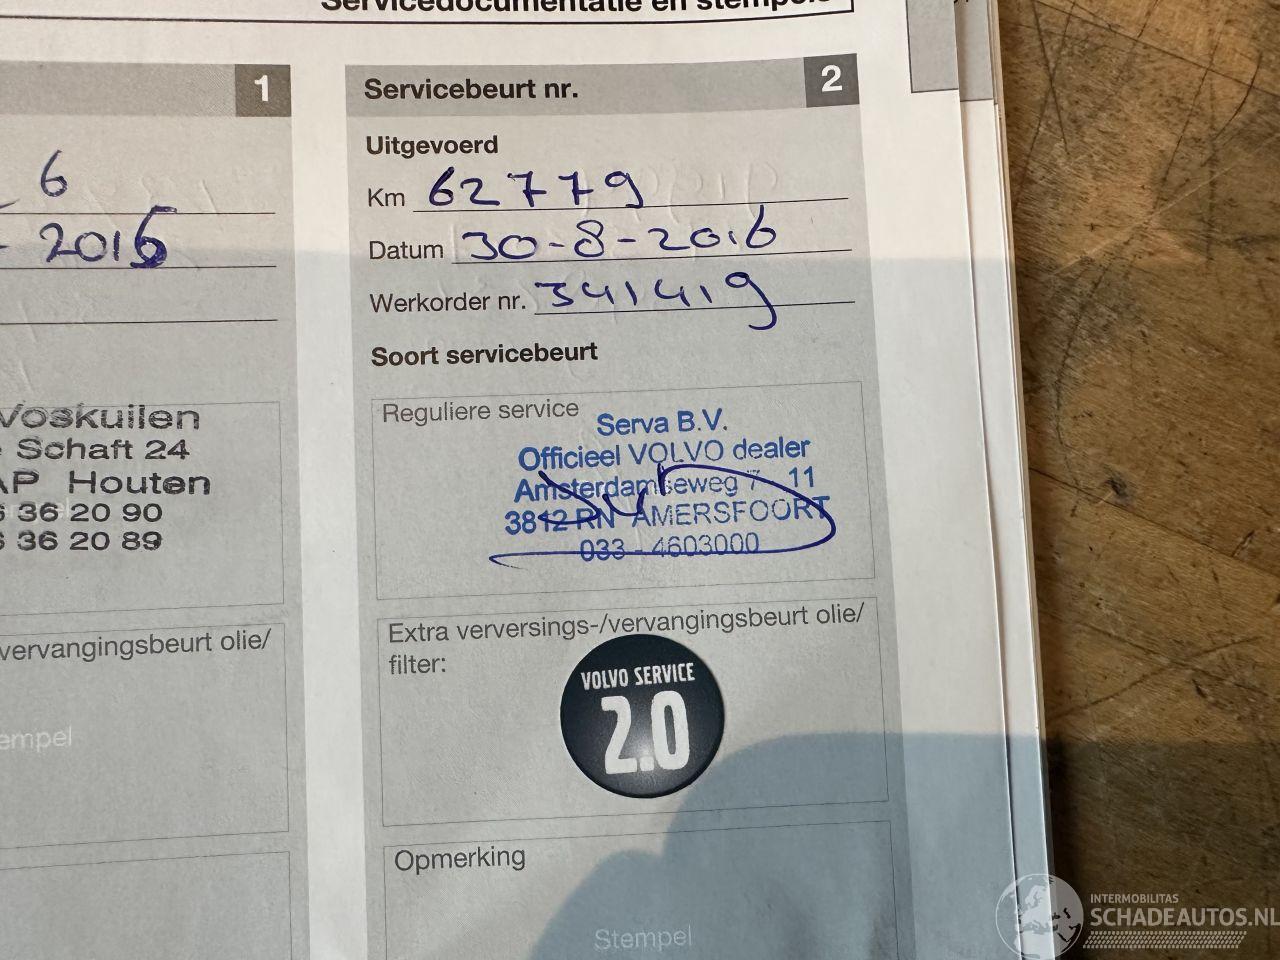 Servicedocumentatie en stempels
1
6
- 2016
Voskuilen
Schaft 24
AP Houten
6 36 20 90
6 36 20 89
vervangingsbeurt olie/
empel
Servicebeurt nr. 2
Uitgevoerd
Km 62779
Datum 30-8-2016
Werkorder nr. 341419
Soort servicebeurt
Reguliere service
Serva B.V.
Officieel VOLVO dealer
Amsterdamseweg 7 11
3812 RN AMERSFOORT
033 - 4603000
Extra verversings-/vervangingsbeurt olie/
filter:
VOLVO SERVICE
2.0
Opmerking
Stempel
INTERMOBILITAS
SCHADEAUTOS.NL